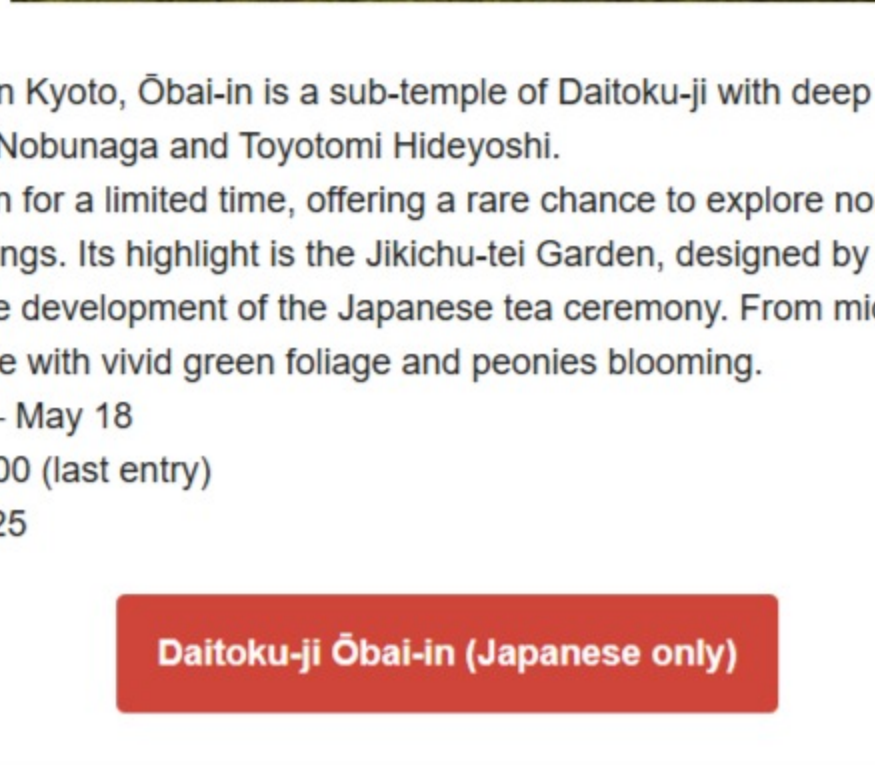 n Kyoto, Ōbai-in is a sub-temple of Daitoku-ji with deep
Nobunaga and Toyotomi Hideyoshi.
for a limited time, offering a rare chance to explore no
ngs. Its highlight is the Jikichu-tei Garden, designed by
e development of the Japanese tea ceremony. From mid
e with vivid green foliage and peonies blooming.
- May 18
00 (last entry)
25
Daitoku-ji Ōbai-in (Japanese only)